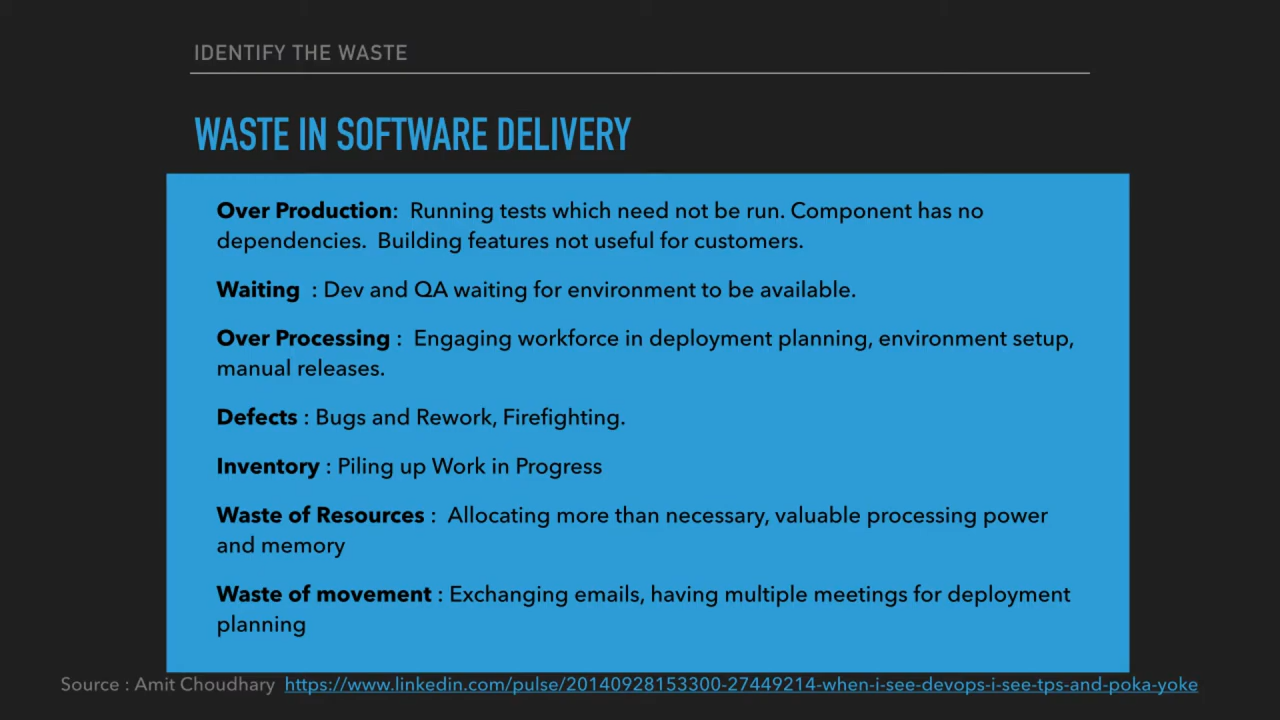 IDENTIFY THE WASTE
WASTE IN SOFTWARE DELIVERY
Over Production:  Running tests which need not be run. Component has no
dependencies.  Building features not useful for customers.
Waiting  : Dev and QA waiting for environment to be available.
Over Processing :  Engaging workforce in deployment planning, environment setup,
manual releases.
Defects : Bugs and Rework, Firefighting.
Inventory : Piling up Work in Progress
Waste of Resources :  Allocating more than necessary, valuable processing power
and memory
Waste of movement : Exchanging emails, having multiple meetings for deployment
planning
Source : Amit Choudhary  https://www.linkedin.com/pulse/20140928153300-27449214-when-i-see-devops-i-see-tps-and-poka-yoke